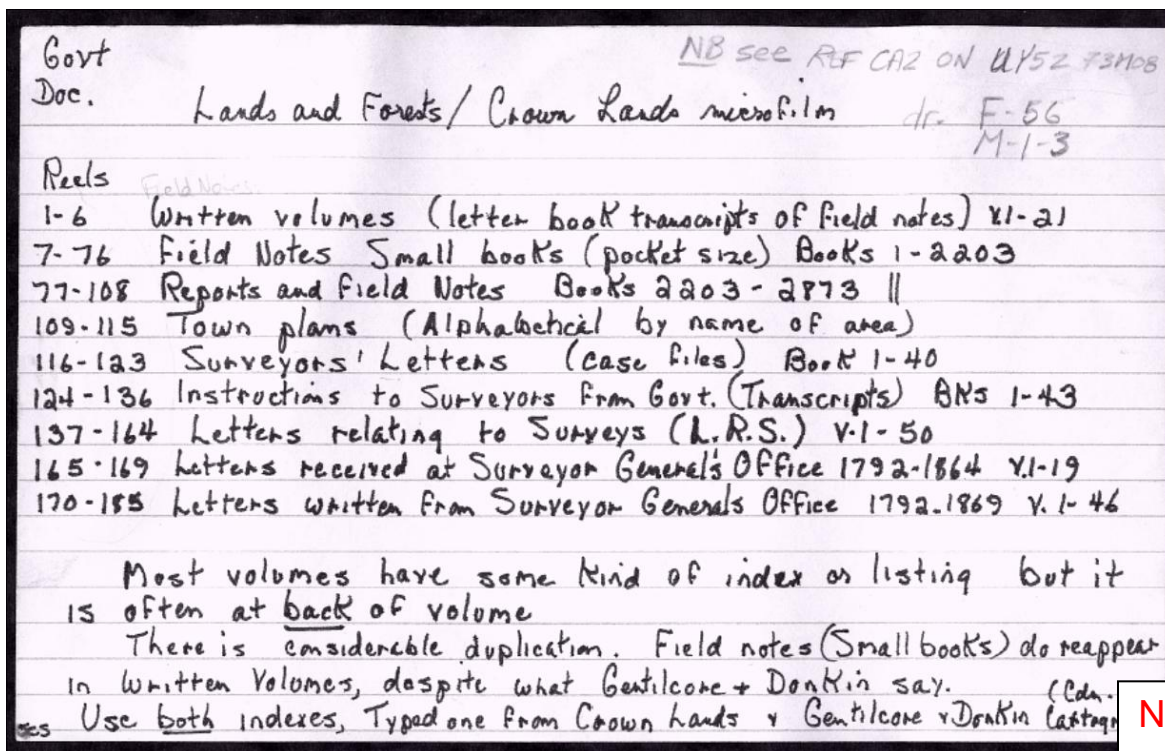 Govt
NB see REF CA2 ON
Doc.
Lands and Forests/ Crown Lands microfilm
dr. F-56
M-1-3
Reels
Field Notes
1-6 Written volumes (letter book transcripts of field notes) v.1-21
7-76 Field Notes Small books (pocket size) Books 1-2203
77-108 Reports and Field Notes Books 2203-2873 ||
109-115 Town plans (Alphabetical by name of area)
116-123 Surveyors' Letters (case files) Book 1-40
124-136 Instructions to Surveyors from Govt. (Transcripts) BKs 1-43
137-164 Letters relating to Surveys (L.R.S.) v.1-50
165-169 Letters received at Surveyor General's Office 1792-1864 v.1-19
170-185 Letters written from Surveyor Generals Office 1792-1869 v. 1-46
Most volumes have some kind of index or listing but it
is often at back of volume
There is considerable duplication. Field notes (Small books) do reappear
in Written Volumes, despite what Gentilcore + Donkin say.
(Cdn.
Use both indexes, Typed one from Crown Lands + Gentilcore + Donkin
N